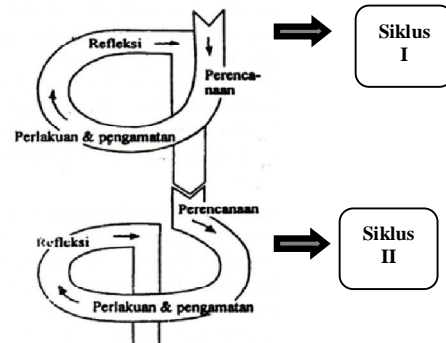 Refleksi
Perenca-
naan
Perlakuan & pengamatan
Siklus
I
Perencanaan
Refleksi
Perlakuan & pengamatan
Siklus
II